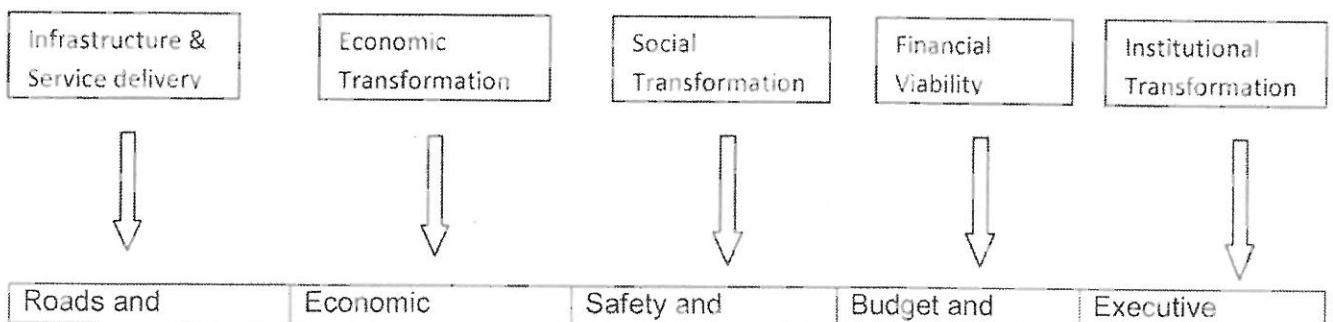 Infrastructure &
Service delivery
Economic
Transformation
Social
Transformation
Financial
Viability
Institutional
Transformation
Roads and
Economic
Safety and
Budget and
Executive